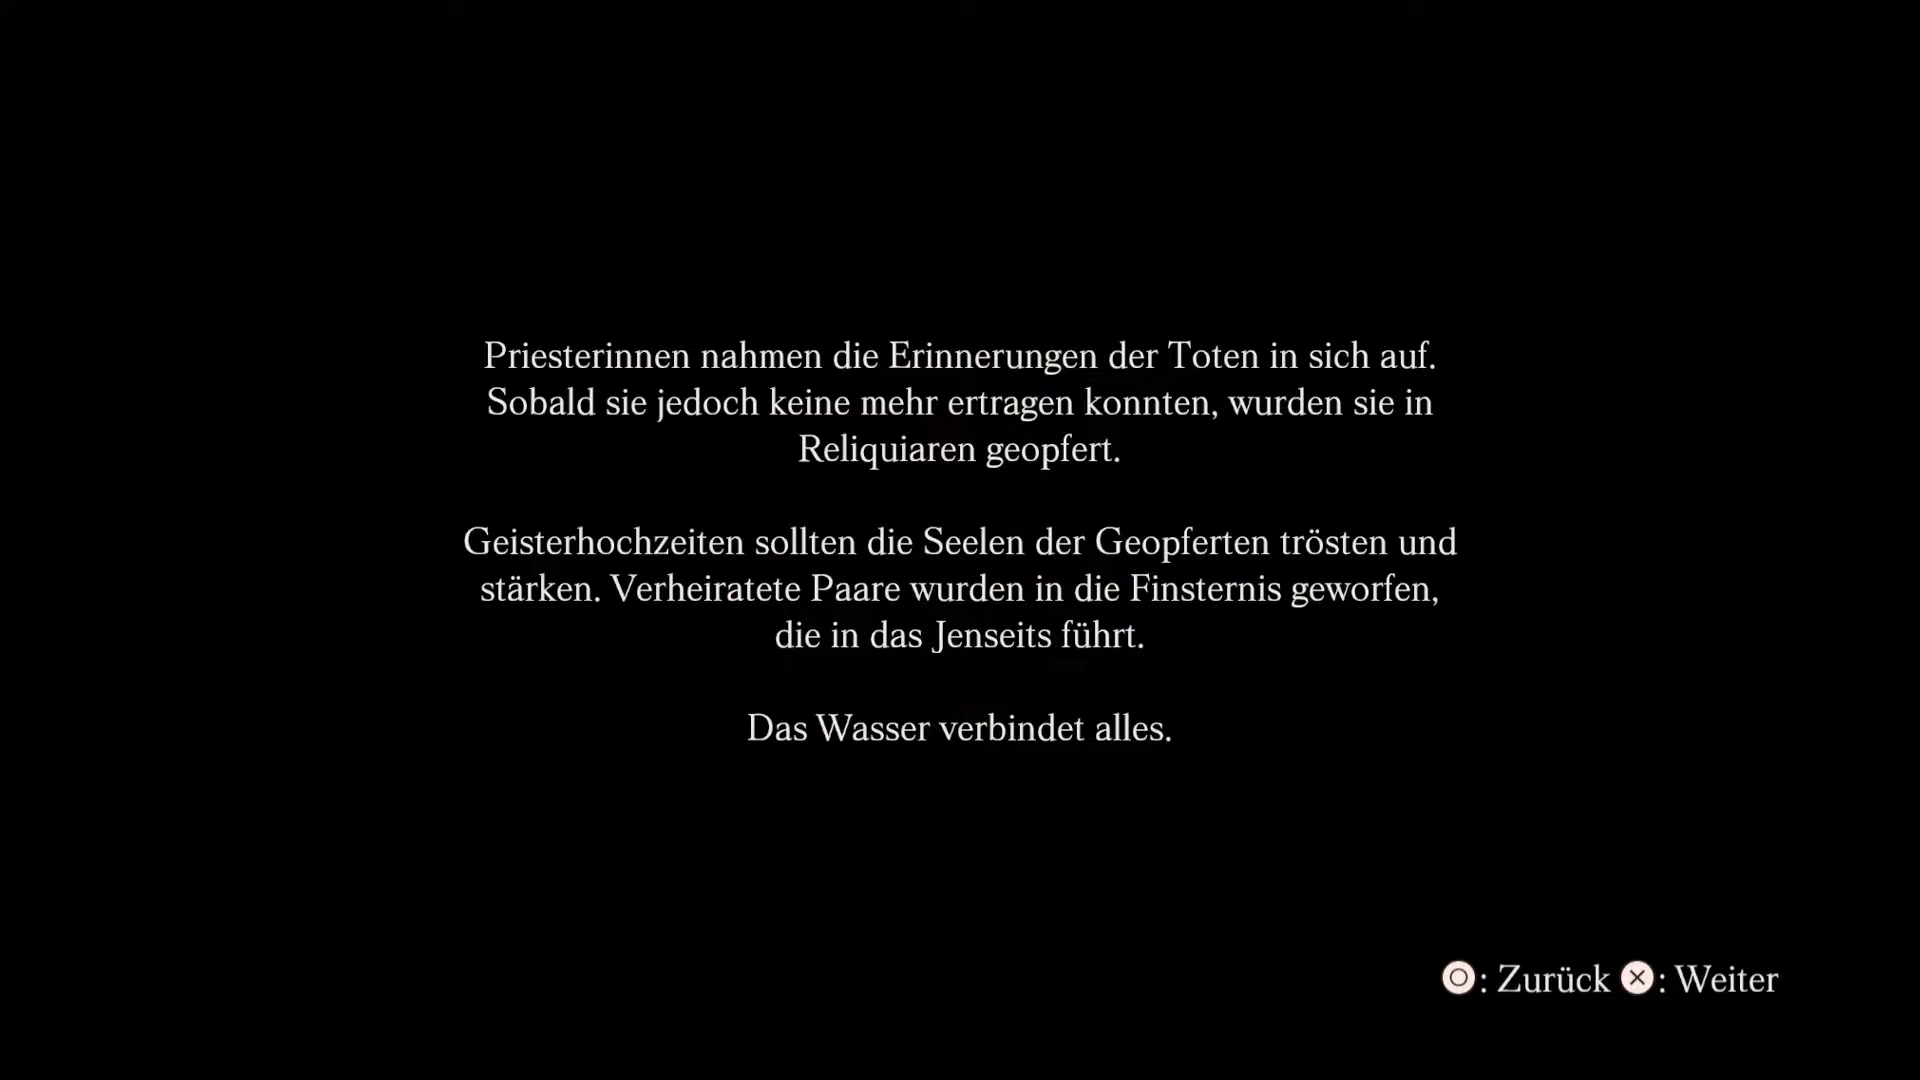 Priesterinnen nahmen die Erinnerungen der Toten in sich auf.
Sobald sie jedoch keine mehr ertragen konnten, wurden sie in
Reliquiaren geopfert.
Geisterhochzeiten sollten die Seelen der Geopferten trösten und
stärken. Verheiratete Paare wurden in die Finsternis geworfen,
die in das Jenseits führt.
Das Wasser verbindet alles.
: Zurück : Weiter